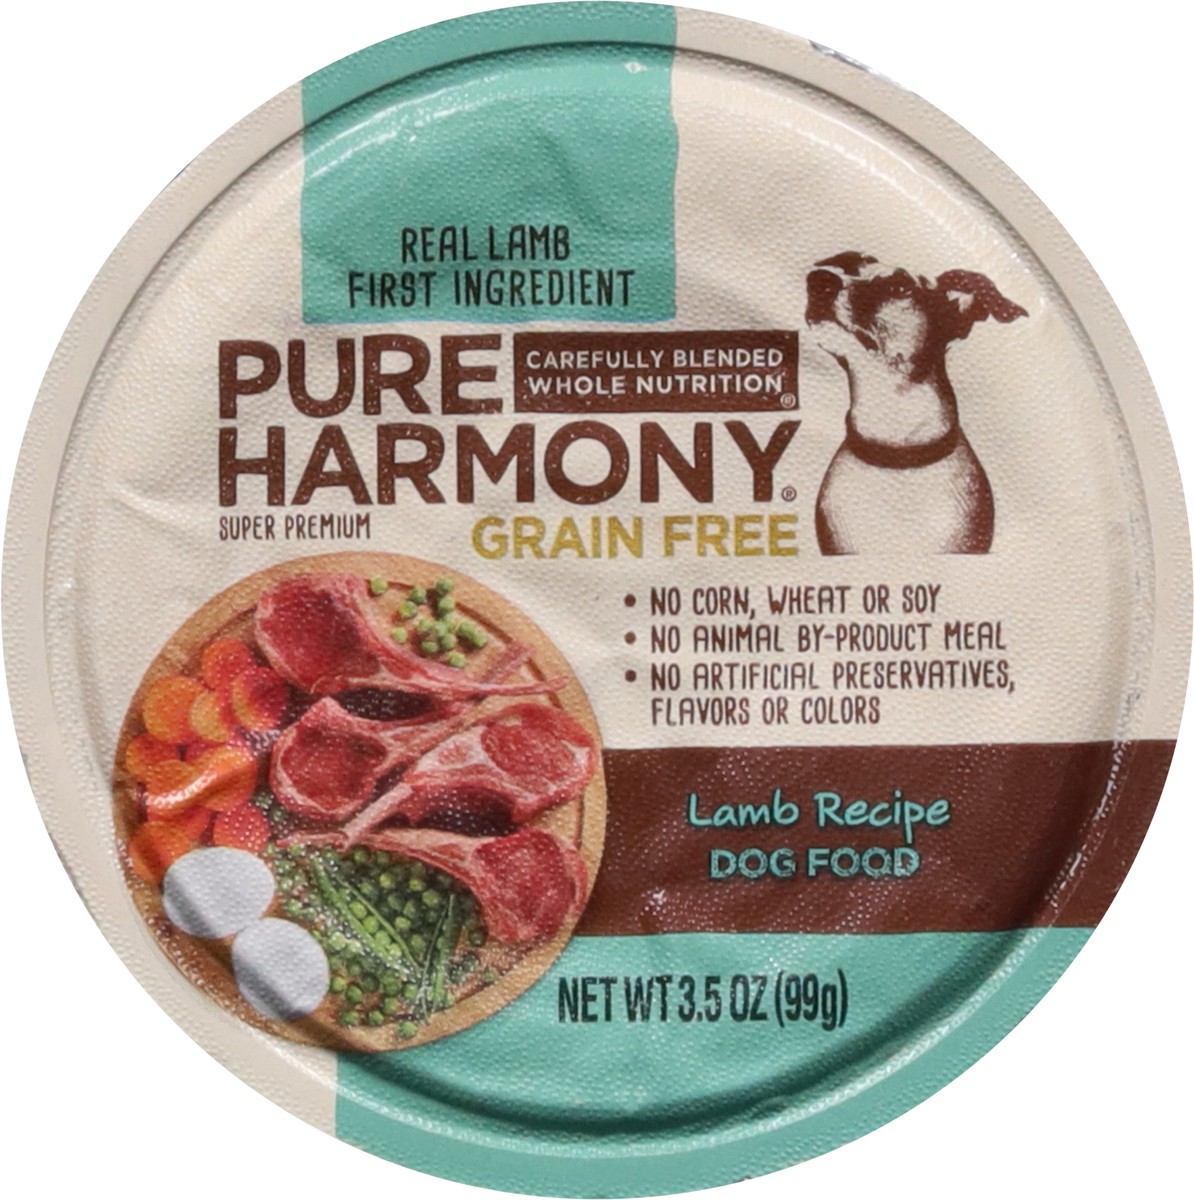 REAL LAMB
FIRST INGREDIENT
PURE
CAREFULLY BLENDED
WHOLE NUTRITION®
HARMONY®
SUPER PREMIUM
GRAIN FREE
• NO CORN, WHEAT OR SOY
• NO ANIMAL BY-PRODUCT MEAL
• NO ARTIFICIAL PRESERVATIVES,
FLAVORS OR COLORS
Lamb Recipe
DOG FOOD
NET WT 3.5 OZ (99g)